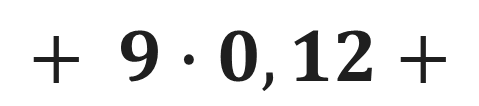 + 9 · 0,12 +